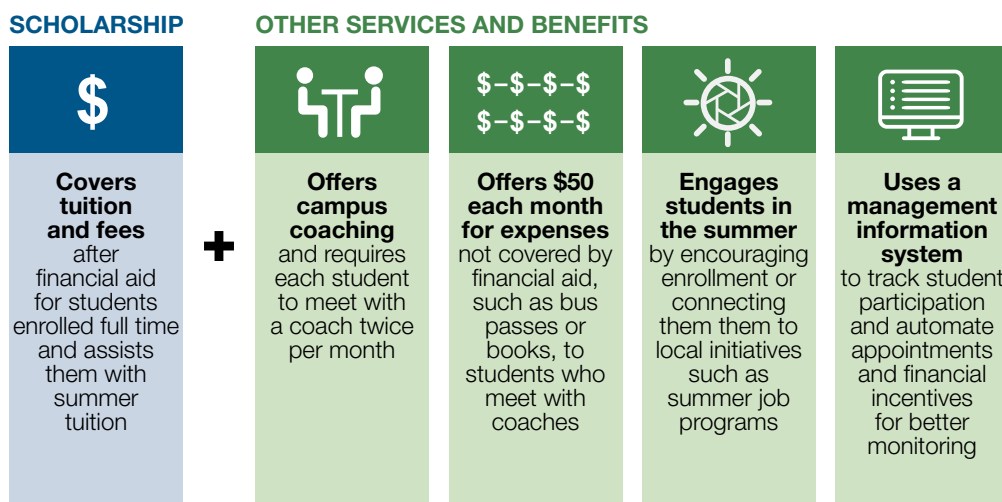 SCHOLARSHIP
OTHER SERVICES AND BENEFITS
$
Covers
tuition
and fees
after
financial aid
for students
enrolled full time
and assists
them with
summer
tuition
+
Offers
campus
coaching
and requires
each student
to meet with
a coach twice
per month
$-$-$-$
$-$-$-$
Offers $50
each month
for expenses
not covered by
financial aid,
such as bus
passes or
books, to
students who
meet with
coaches
Engages
students in
the summer
by encouraging
enrollment or
connecting
them them to
local initiatives
such as
summer job
programs
Uses a
management
information
system
to track student
participation
and automate
appointments
and financial
incentives
for better
monitoring